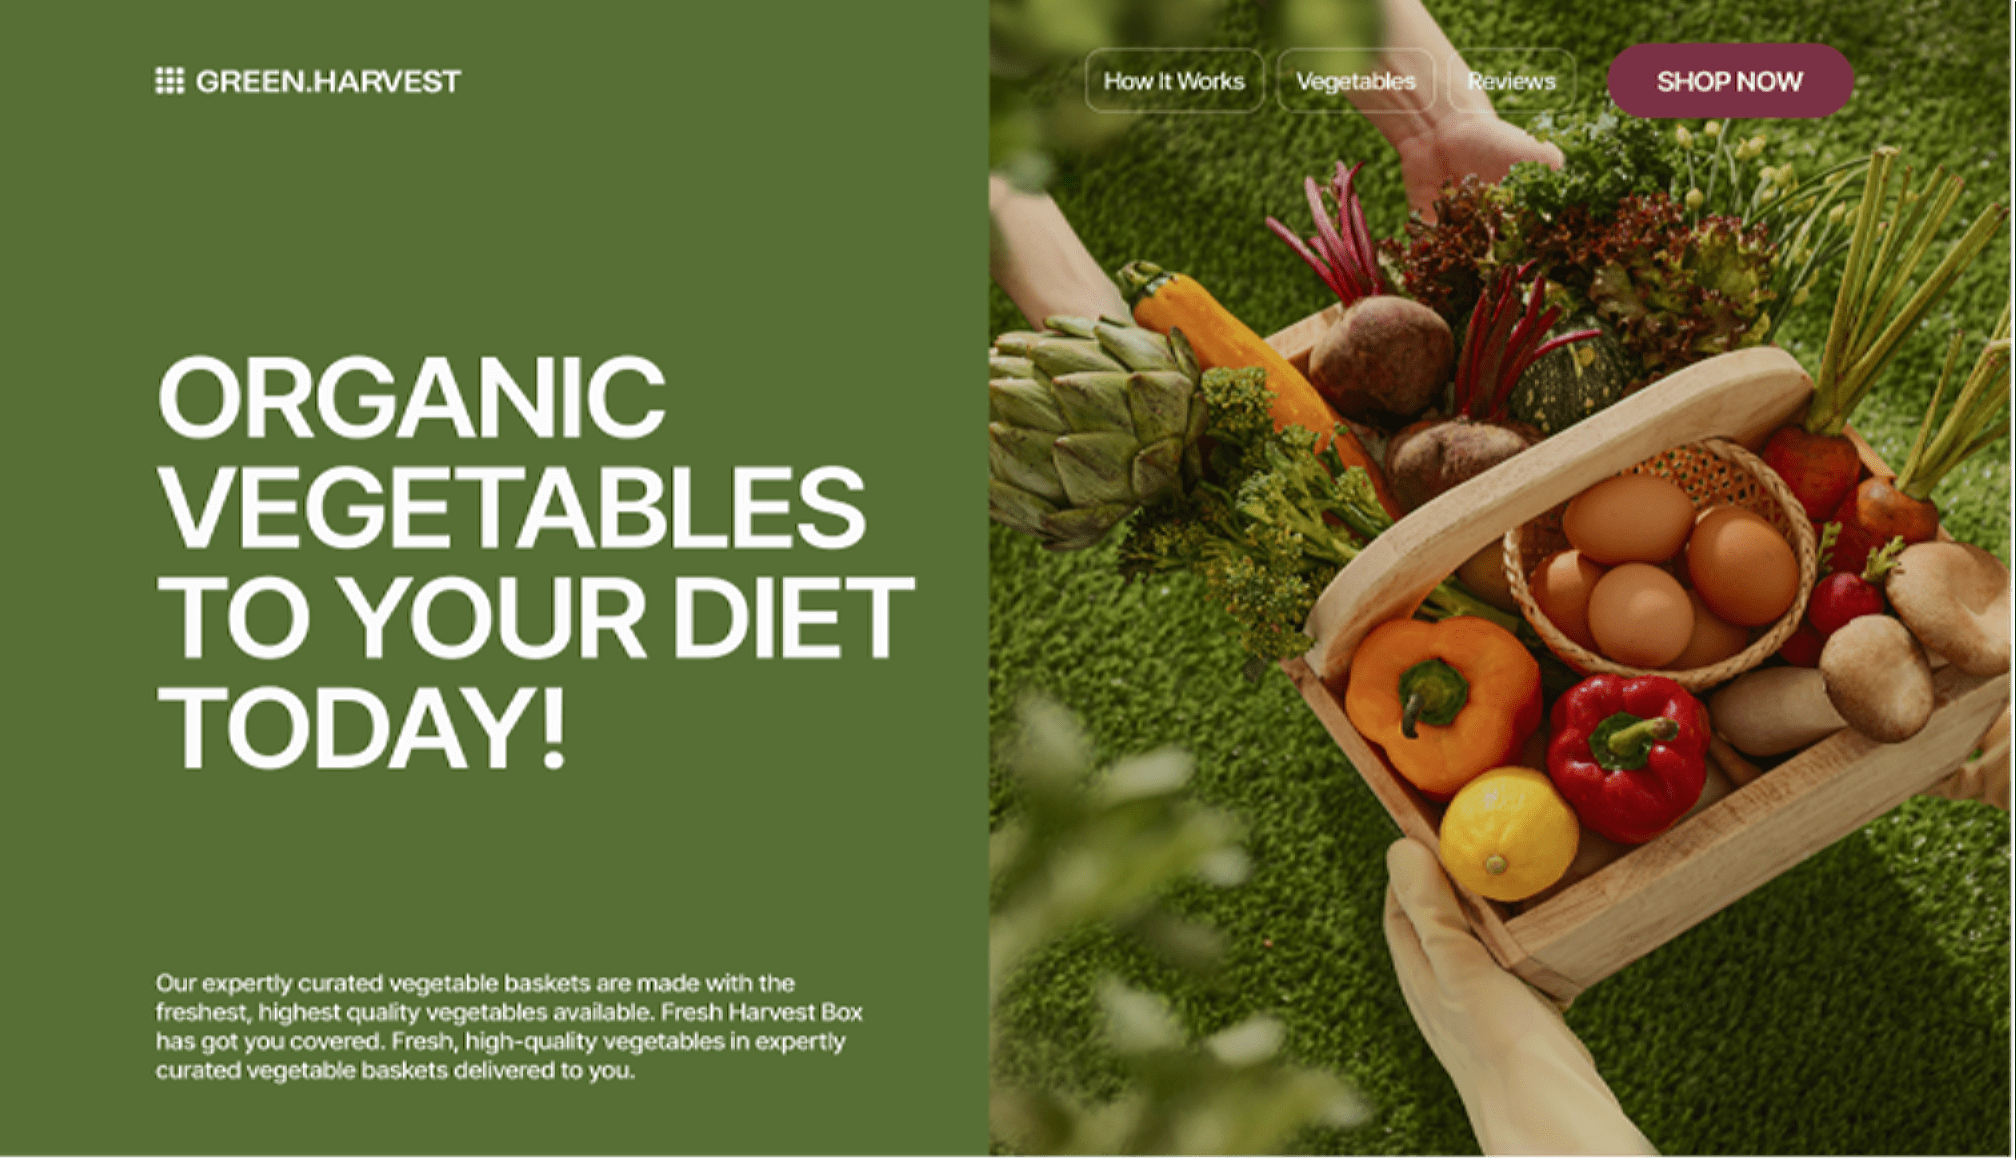 GREEN.HARVEST
How It Works
Vegetables
Reviews
SHOP NOW
ORGANIC
VEGETABLES
TO YOUR DIET
TODAY!
Our expertly curated vegetable baskets are made with the
freshest, highest quality vegetables available. Fresh Harvest Box
has got you covered. Fresh, high-quality vegetables in expertly
curated vegetable baskets delivered to you.